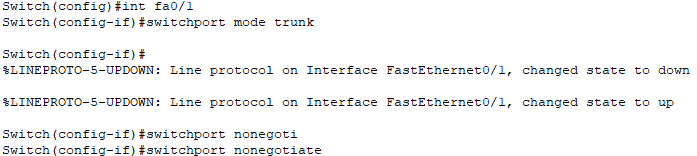 Switch(config)#int fa0/1
Switch(config-if)#switchport mode trunk
Switch(config-if)#
%LINEPROTO-5-UPDOWN: Line protocol on Interface FastEthernet0/1, changed state to down
%LINEPROTO-5-UPDOWN: Line protocol on Interface FastEthernet0/1, changed state to up
Switch(config-if)#switchport nonegoti
Switch(config-if)#switchport nonegotiate